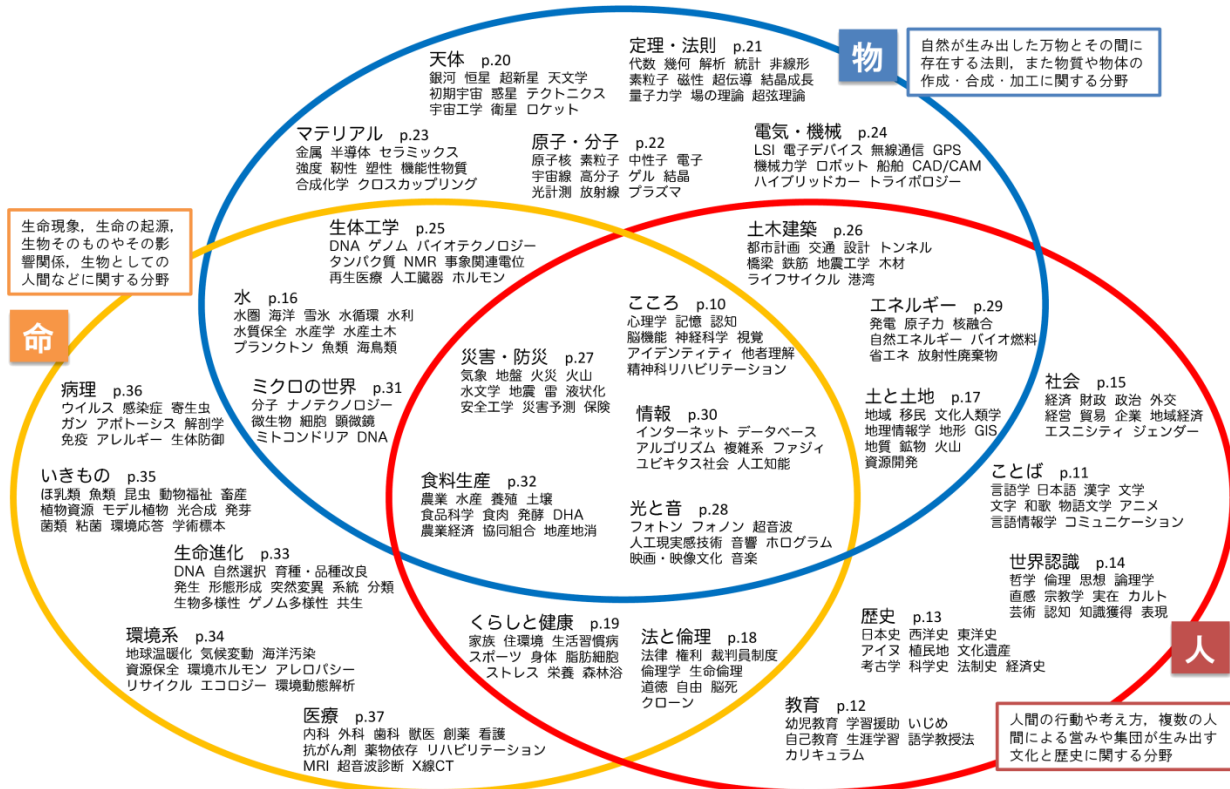 天体 p.20
銀河 恒星 超新星 天文学
初期宇宙 惑星 テクトニクス
宇宙工学 衛星 ロケット
定理・法則 p.21
代数 幾何 解析 統計 非線形
素粒子 磁性 超伝導 結晶成長
量子力学 場の理論 超弦理論
物
自然が生み出した万物とその間に
存在する法則，また物質や物体の
作成・合成・加工に関する分野
マテリアル p.23
金属 半導体 セラミックス
強度 靭性 塑性 機能性物質
合成化学 クロスカップリング
原子・分子 p.22
原子核 素粒子 中性子 電子
宇宙線 高分子 ゲル 結晶
光計測 放射線 プラズマ
電気・機械 p.24
LSI 電子デバイス 無線通信 GPS
機械力学 ロボット 船舶 CAD/CAM
ハイブリッドカー トライボロジー
生命現象，生命の起源，
生物そのものやその影
響関係，生物としての
人間などに関する分野
命
生体工学 p.25
DNA ゲノム バイオテクノロジー
タンパク質 NMR 事象関連電位
再生医療 人工臓器 ホルモン
土木建築 p.26
都市計画 交通 設計 トンネル
橋梁 鉄筋 地震工学 木材
ライフサイクル 港湾
水 p.16
水圏 海洋 雪氷 水循環 水利
水質保全 水産学 水産土木
プランクトン 魚類 海鳥類
こころ p.10
心理学 記憶 認知
脳機能 神経科学 視覚
アイデンティティ 他者理解
精神科リハビリテーション
エネルギー p.29
発電 原子力 核融合
自然エネルギー バイオ燃料
省エネ 放射性廃棄物
災害・防災 p.27
気象 地盤 火災 火山
水文学 地震 雷 液状化
安全工学 災害予測 保険
病理 p.36
ウイルス 感染症 寄生虫
ガン アポトーシス 解剖学
免疫 アレルギー 生体防御
ミクロの世界 p.31
分子 ナノテクノロジー
微生物 細胞 顕微鏡
ミトコンドリア DNA
土と土地 p.17
地域 移民 文化人類学
地理情報学 地形 GIS
地質 鉱物 火山
資源開発
社会 p.15
経済 財政 政治 外交
経営 貿易 企業 地域経済
エスニシティ ジェンダー
情報 p.30
インターネット データベース
アルゴリズム 複雑系 ファジィ
ユビキタス社会 人工知能
いきもの p.35
ほ乳類 魚類 昆虫 動物福祉 畜産
植物資源 モデル植物 光合成 発芽
菌類 粘菌 環境応答 学術標本
食料生産 p.32
農業 水産 養殖 土壌
食品科学 食肉 発酵 DHA
農業経済 協同組合 地産地消
ことば p.11
言語学 日本語 漢字 文学
文字 和歌 物語文学 アニメ
言語情報学 コミュニケーション
光と音 p.28
フォトン フォノン 超音波
人工現実感技術 音響 ホログラム
映画・映像文化 音楽
生命進化 p.33
DNA 自然選択 育種・品種改良
発生 形態形成 突然変異 系統 分類
生物多様性 ゲノム多様性 共生
世界認識 p.14
哲学 倫理 思想 論理学
直感 宗教学 実在 カルト
芸術 認知 知識獲得 表現
環境系 p.34
地球温暖化 気候変動 海洋汚染
資源保全 環境ホルモン アレロパシー
リサイクル エコロジー 環境動態解析
くらしと健康 p.19
家族 住環境 生活習慣病
スポーツ 身体 脂肪細胞
ストレス 栄養 森林浴
法と倫理 p.18
法律 権利 裁判員制度
倫理学 生命倫理
道徳 自由 脳死
クローン
歴史 p.13
日本史 西洋史 東洋史
アイヌ 植民地 文化遺産
考古学 科学史 法制史 経済史
人
医療 p.37
内科 外科 歯科 獣医 創薬 看護
抗がん剤 薬物依存 リハビリテーション
MRI 超音波診断 X線CT
教育 p.12
幼児教育 学習援助 いじめ
自己教育 生涯学習 語学教授法
カリキュラム
人間の行動や考え方，複数の人
間による営みや集団が生み出す
文化と歴史に関する分野